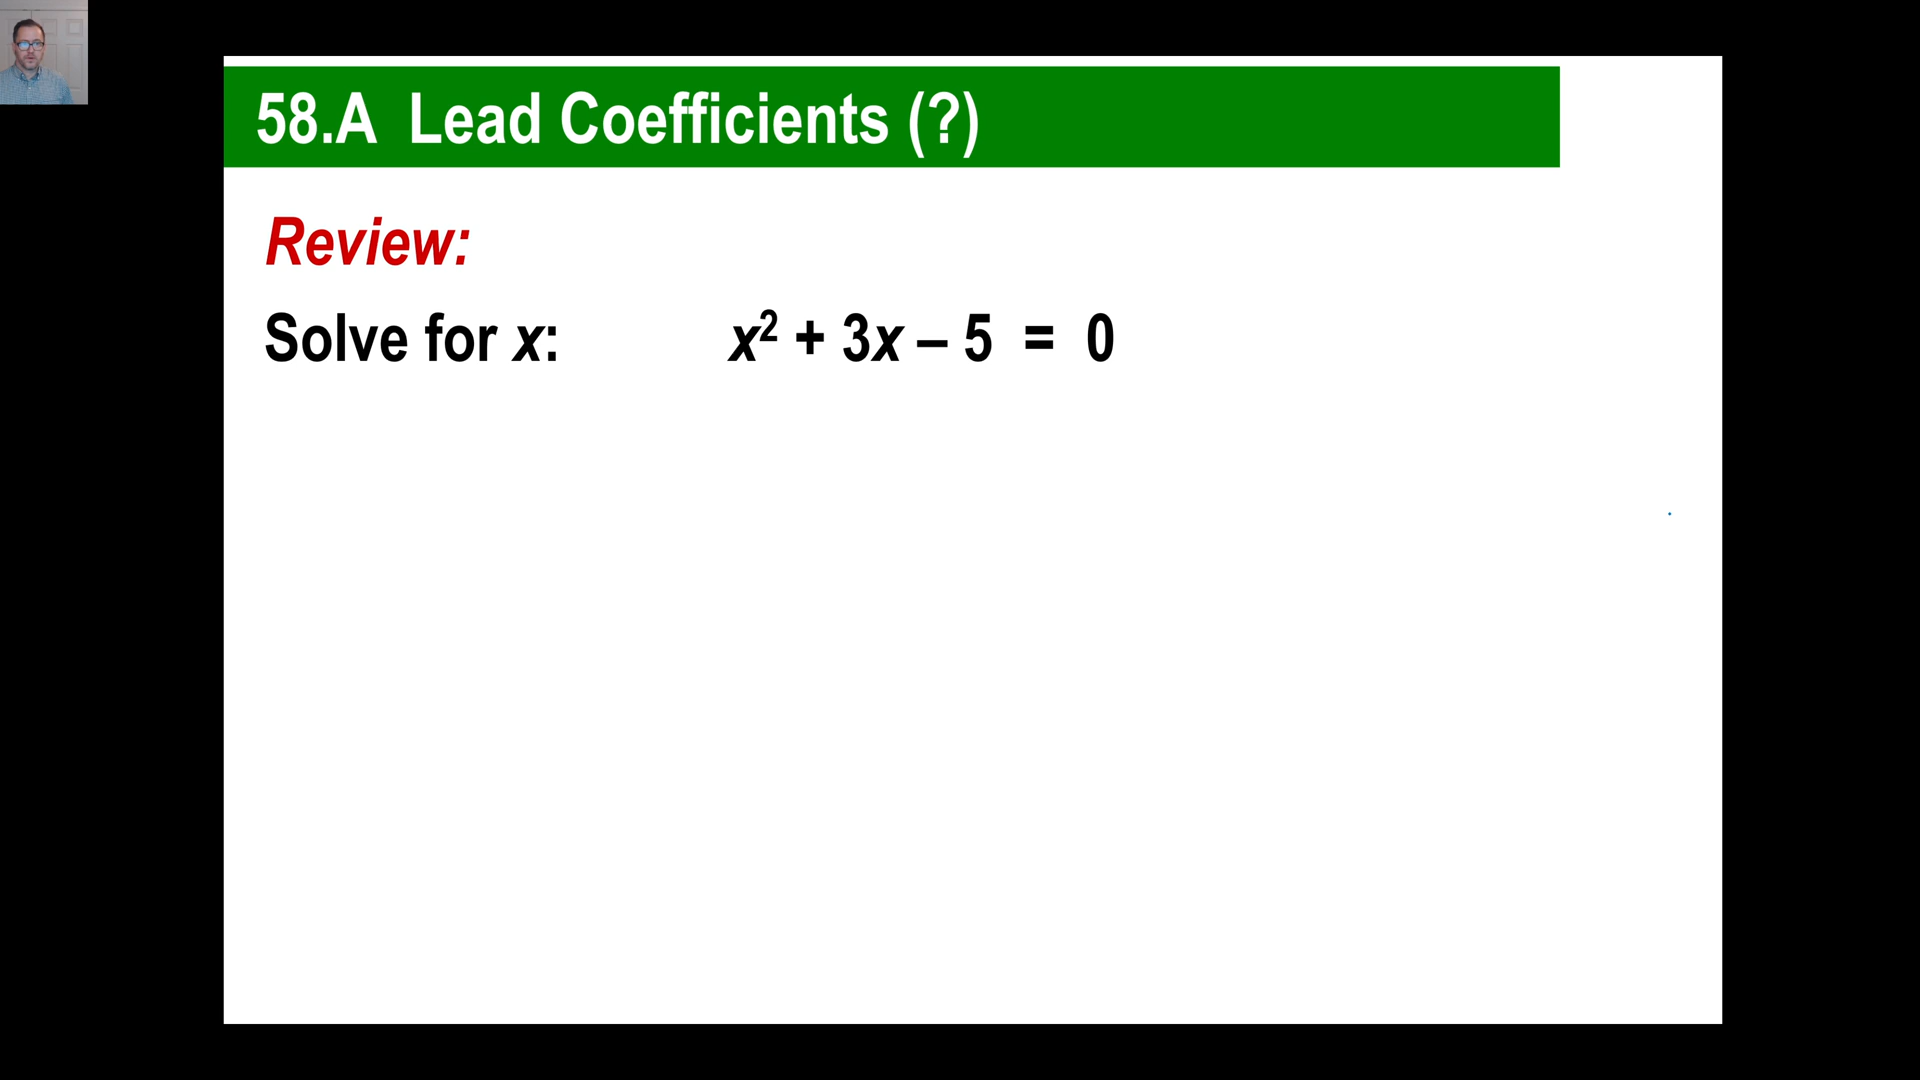 58.A Lead Coefficients (?)
Review:
Solve for x: x² + 3x – 5 = 0